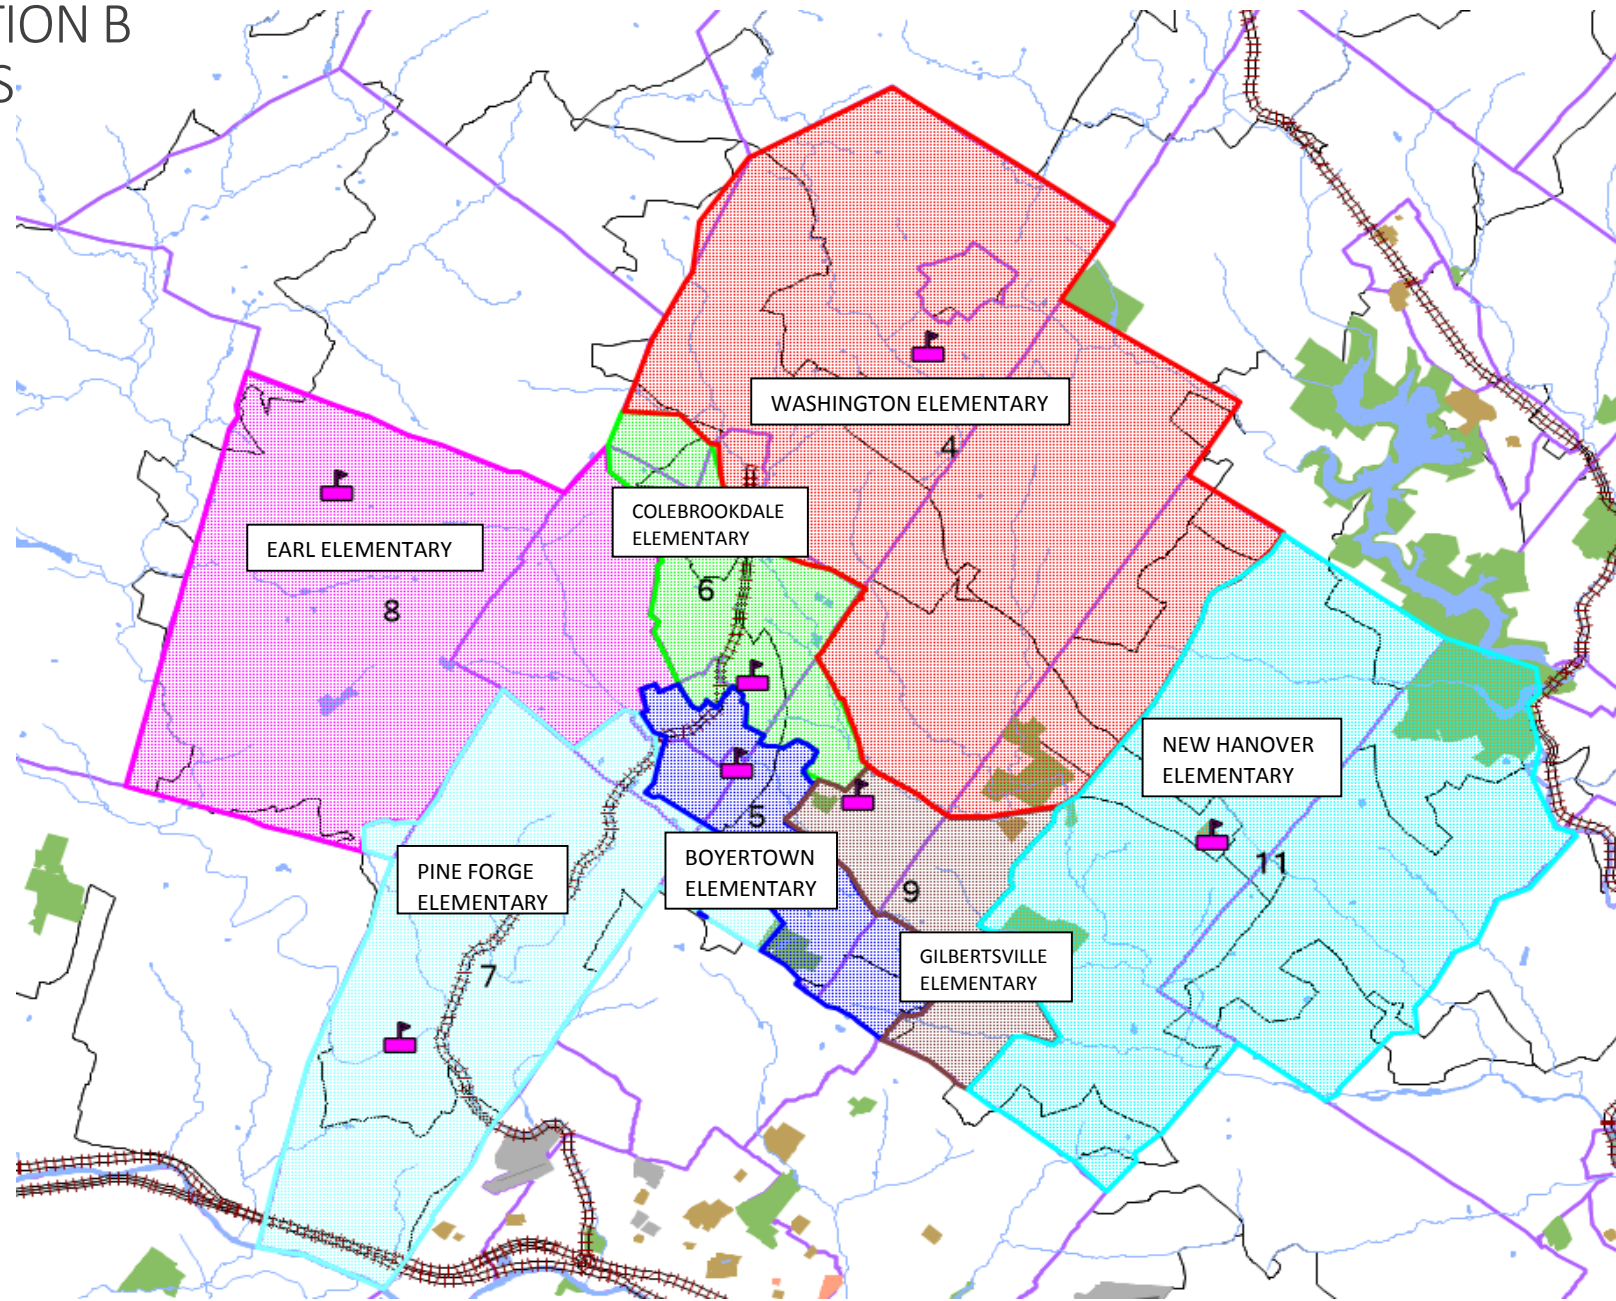 TION B
S
WASHINGTON ELEMENTARY
4
COLEBROOKDALE
ELEMENTARY
EARL ELEMENTARY
6
8
NEW HANOVER
ELEMENTARY
5
BOYERTOWN
ELEMENTARY
11
PINE FORGE
ELEMENTARY
9
GILBERTSVILLE
ELEMENTARY
7